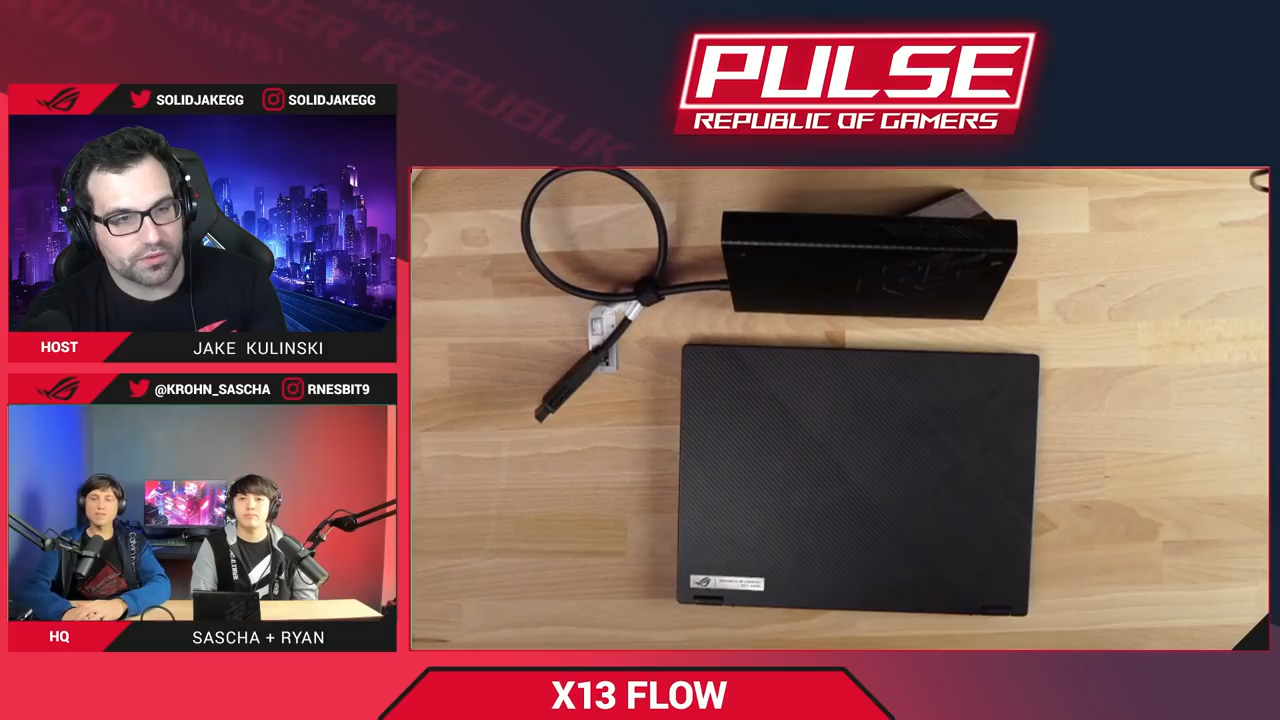 PULSE
REPUBLIC OF GAMERS
SOLIDJAKEGG SOLIDJAKEGG
HOST JAKE KULINSKI
@KROHN_SASCHA RNESBIT9
HQ SASCHA + RYAN
X13 FLOW